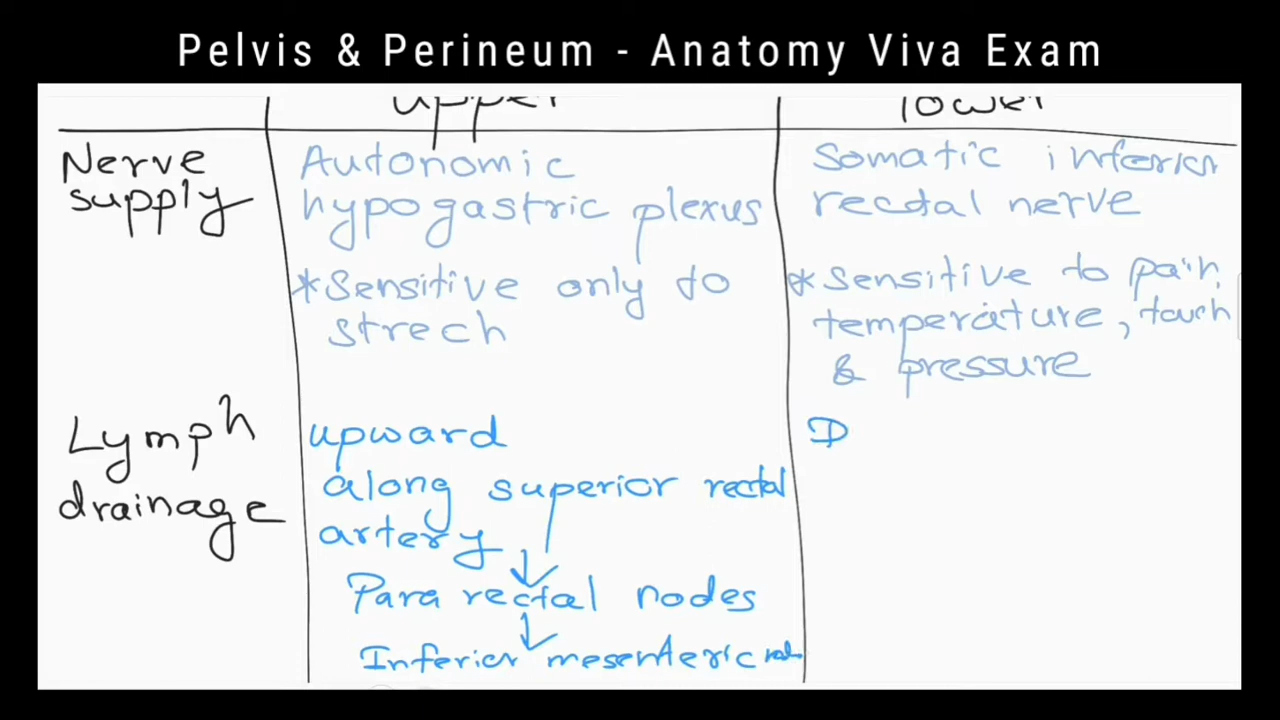 Pelvis & Perineum - Anatomy Viva Exam
upper lower
Nerve supply
Autonomic
hypogastric plexus
*Sensitive only to
strech
Somatic inferior
rectal nerve
*Sensitive to pain,
temperature, touch
& pressure
Lymph
drainage
upward
along superior rectal
artery
Para rectal nodes
Inferior mesenteric
D